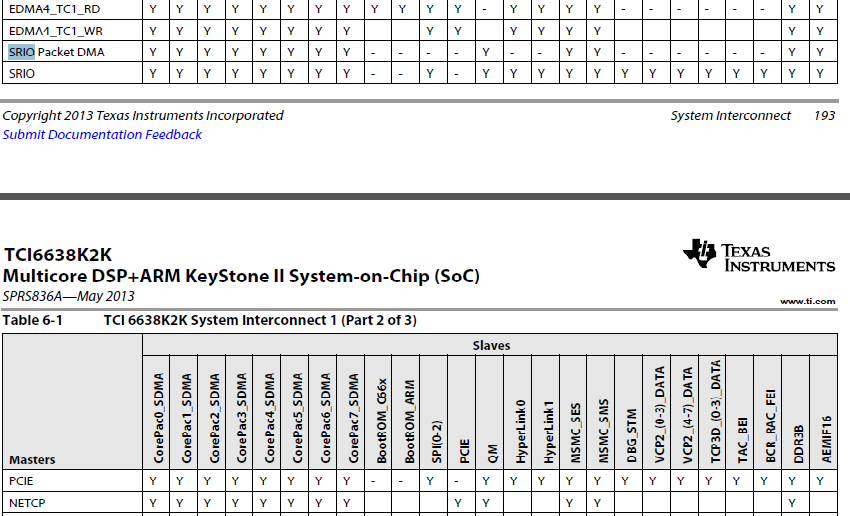 EDMA4_TC1_RD Y Y Y Y Y Y Y Y Y Y Y Y - Y Y Y Y - - - - - - Y Y
EDMA4_TC1_WR Y Y Y Y Y Y Y Y Y Y Y Y Y Y Y Y
SRIO Packet DMA Y Y Y Y Y Y Y Y - - - - Y - - Y Y - - - - - - Y Y
SRIO Y Y Y Y Y Y Y Y - - Y - Y Y Y Y Y Y Y Y Y Y Y Y Y
Copyright 2013 Texas Instruments Incorporated System Interconnect 193
Submit Documentation Feedback
TCI6638K2K
Multicore DSP+ARM KeyStone II System-on-Chip (SoC)
SPRS836A—May 2013
TEXAS
INSTRUMENTS
www.ti.com
Table 6-1 TCI 6638K2K System Interconnect 1 (Part 2 of 3)
Slaves
Masters CorePac0_SDMA CorePac1_SDMA CorePac2_SDMA CorePac3_SDMA CorePac4_SDMA CorePac5_SDMA CorePac6_SDMA CorePac7_SDMA BootROM_C66x BootROM_ARM SPI(0-2) PCIE QM HyperLink0 HyperLink1 MSMC_SES MSMC_SMS DBG_STM VCP2_(0-3)_DATA VCP2_(4-7)_DATA TCP3D_(0-3)_DATA TAC_BEI BCR_RAC_FEI DDR3B AEMIF16
PCIE Y Y Y Y Y Y Y Y - - Y - Y Y Y Y Y Y Y Y Y Y Y Y Y
NETCP Y Y Y Y Y Y Y Y Y Y Y Y Y